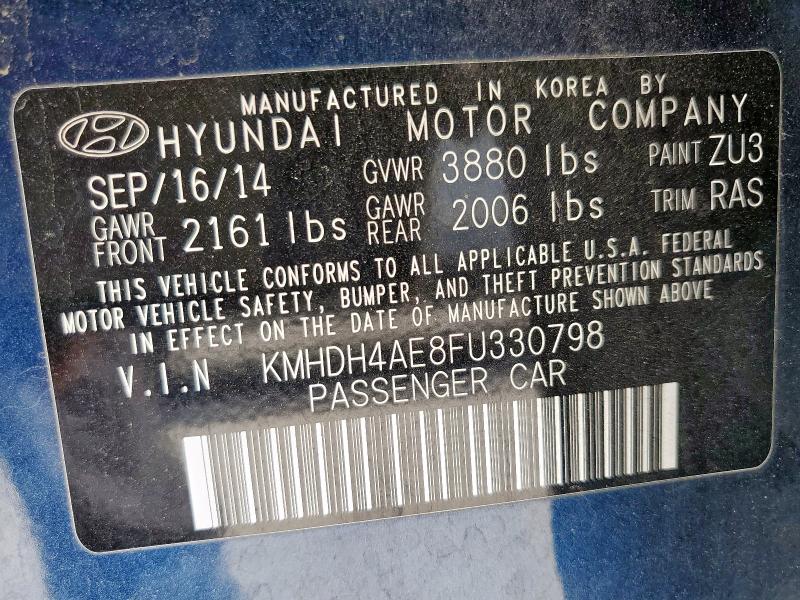 MANUFACTURED IN KOREA BY
HYUNDAI MOTOR COMPANY
SEP/16/14 GVWR 3880 lbs PAINT ZU3
GAWR FRONT 2161 lbs GAWR REAR 2006 lbs TRIM RAS
THIS VEHICLE CONFORMS TO ALL APPLICABLE U.S.A. FEDERAL
MOTOR VEHICLE SAFETY, BUMPER, AND THEFT PREVENTION STANDARDS
IN EFFECT ON THE DATE OF MANUFACTURE SHOWN ABOVE
V.I.N KMHDH4AE8FU330798
PASSENGER CAR